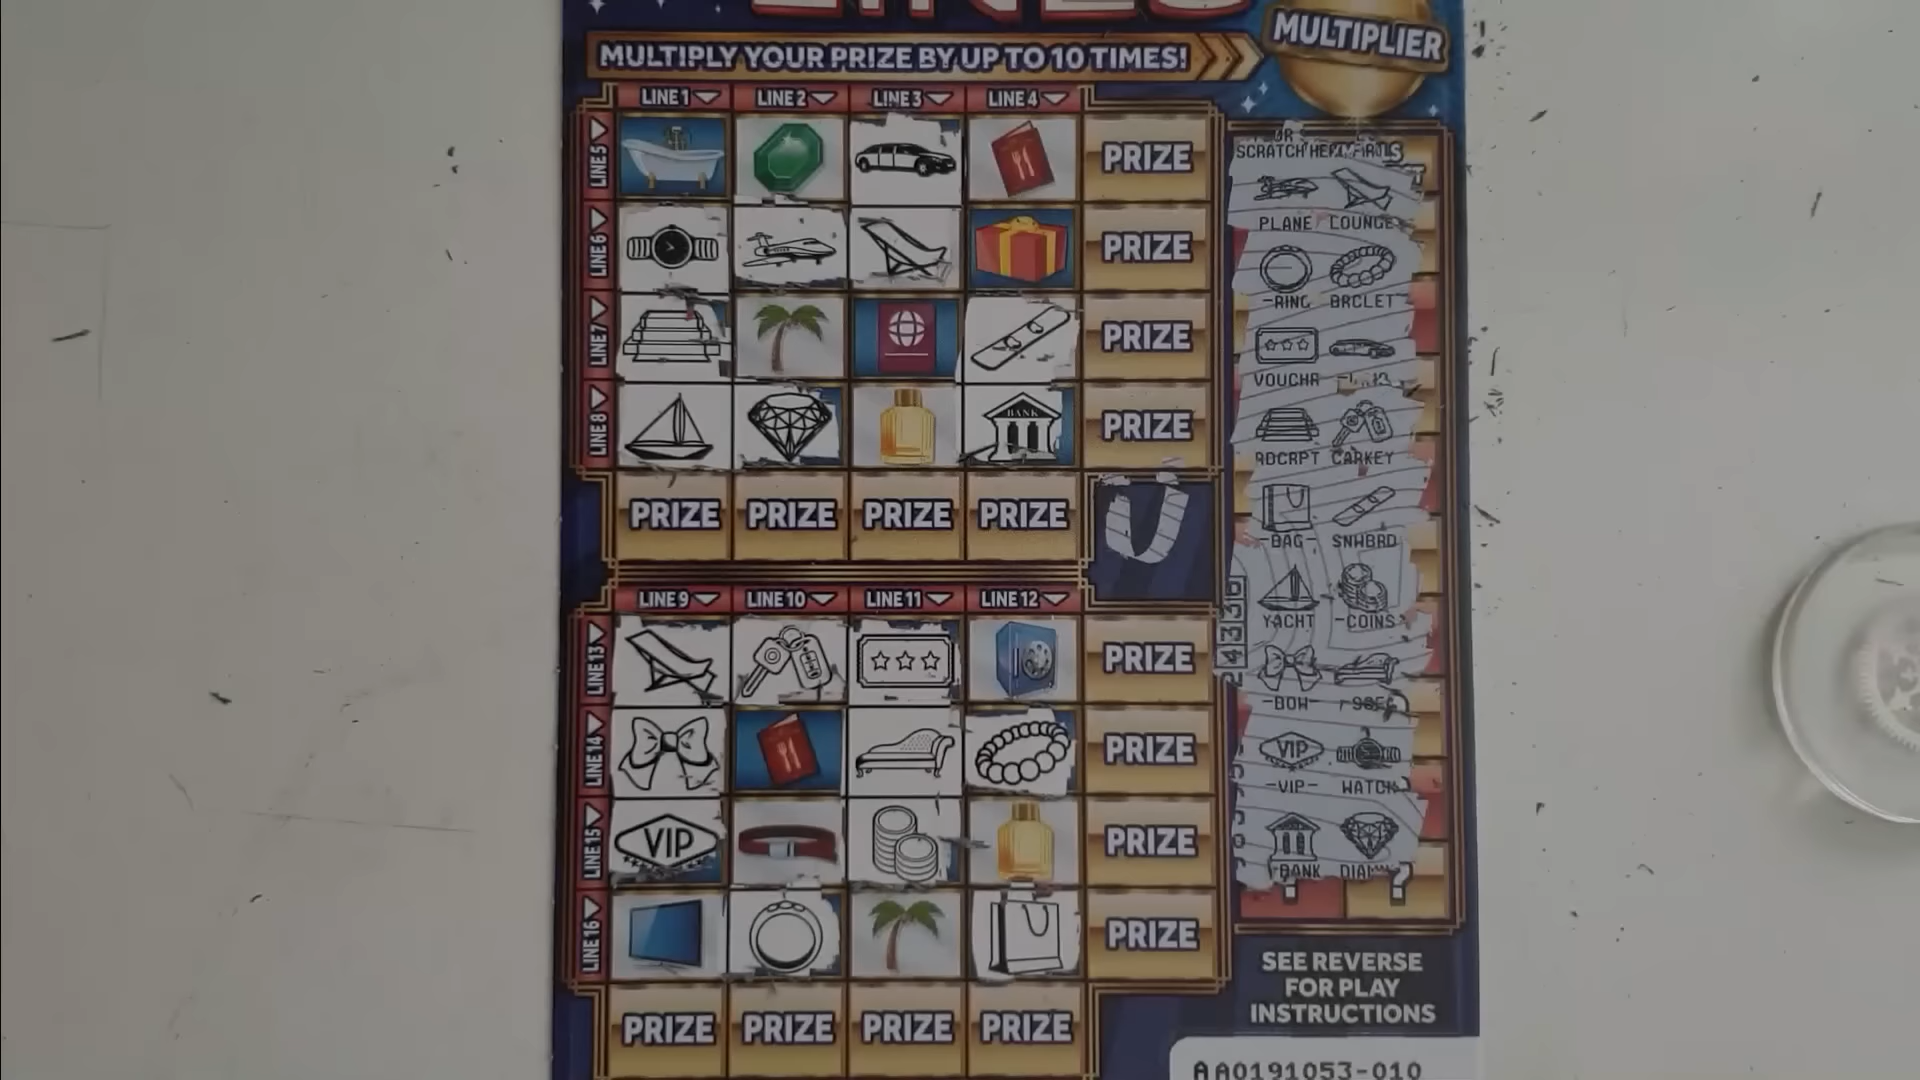 MULTIPLIER
MULTIPLY YOUR PRIZE BY UP TO 10 TIMES!
LINE 1 LINE 2 LINE 3 LINE 4
LINE 5 PRIZE
LINE 6 PRIZE
LINE 7 PRIZE
LINE 8 BANK PRIZE
PRIZE PRIZE PRIZE PRIZE
LINE 9 LINE 10 LINE 11 LINE 12
LINE 13 PRIZE
LINE 14 PRIZE
LINE 15 VIP PRIZE
LINE 16 PRIZE
PRIZE PRIZE PRIZE PRIZE
SCRATCH
PLANE LOUNGE
-RING BRCLET
VOUCHR
RDCRPT CARKEY
-BAG- SNWBRD
YACHT -COINS
-BOW-
VIP
-VIP- WATCH
BANK
? ?
SEE REVERSE
FOR PLAY
INSTRUCTIONS
AA0191053-010